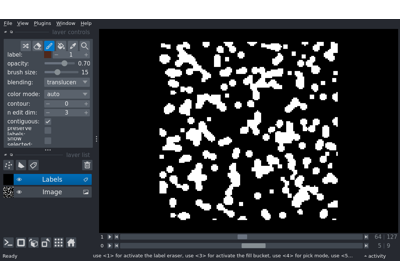 File View Plugins Window Help
layer controls
label: 1
opacity: 0.70
brush size: 15
blending: translucen
color mode: auto
contour: 0
n edit dim: 3
contiguous:
preserve
labels:
show
selected:
layer list
Labels
Image
1 64 127
0 5 9
Ready use <1> for activate the label eraser, use <3> for activate the fill bucket, use <4> for pick mode, use <5... activity